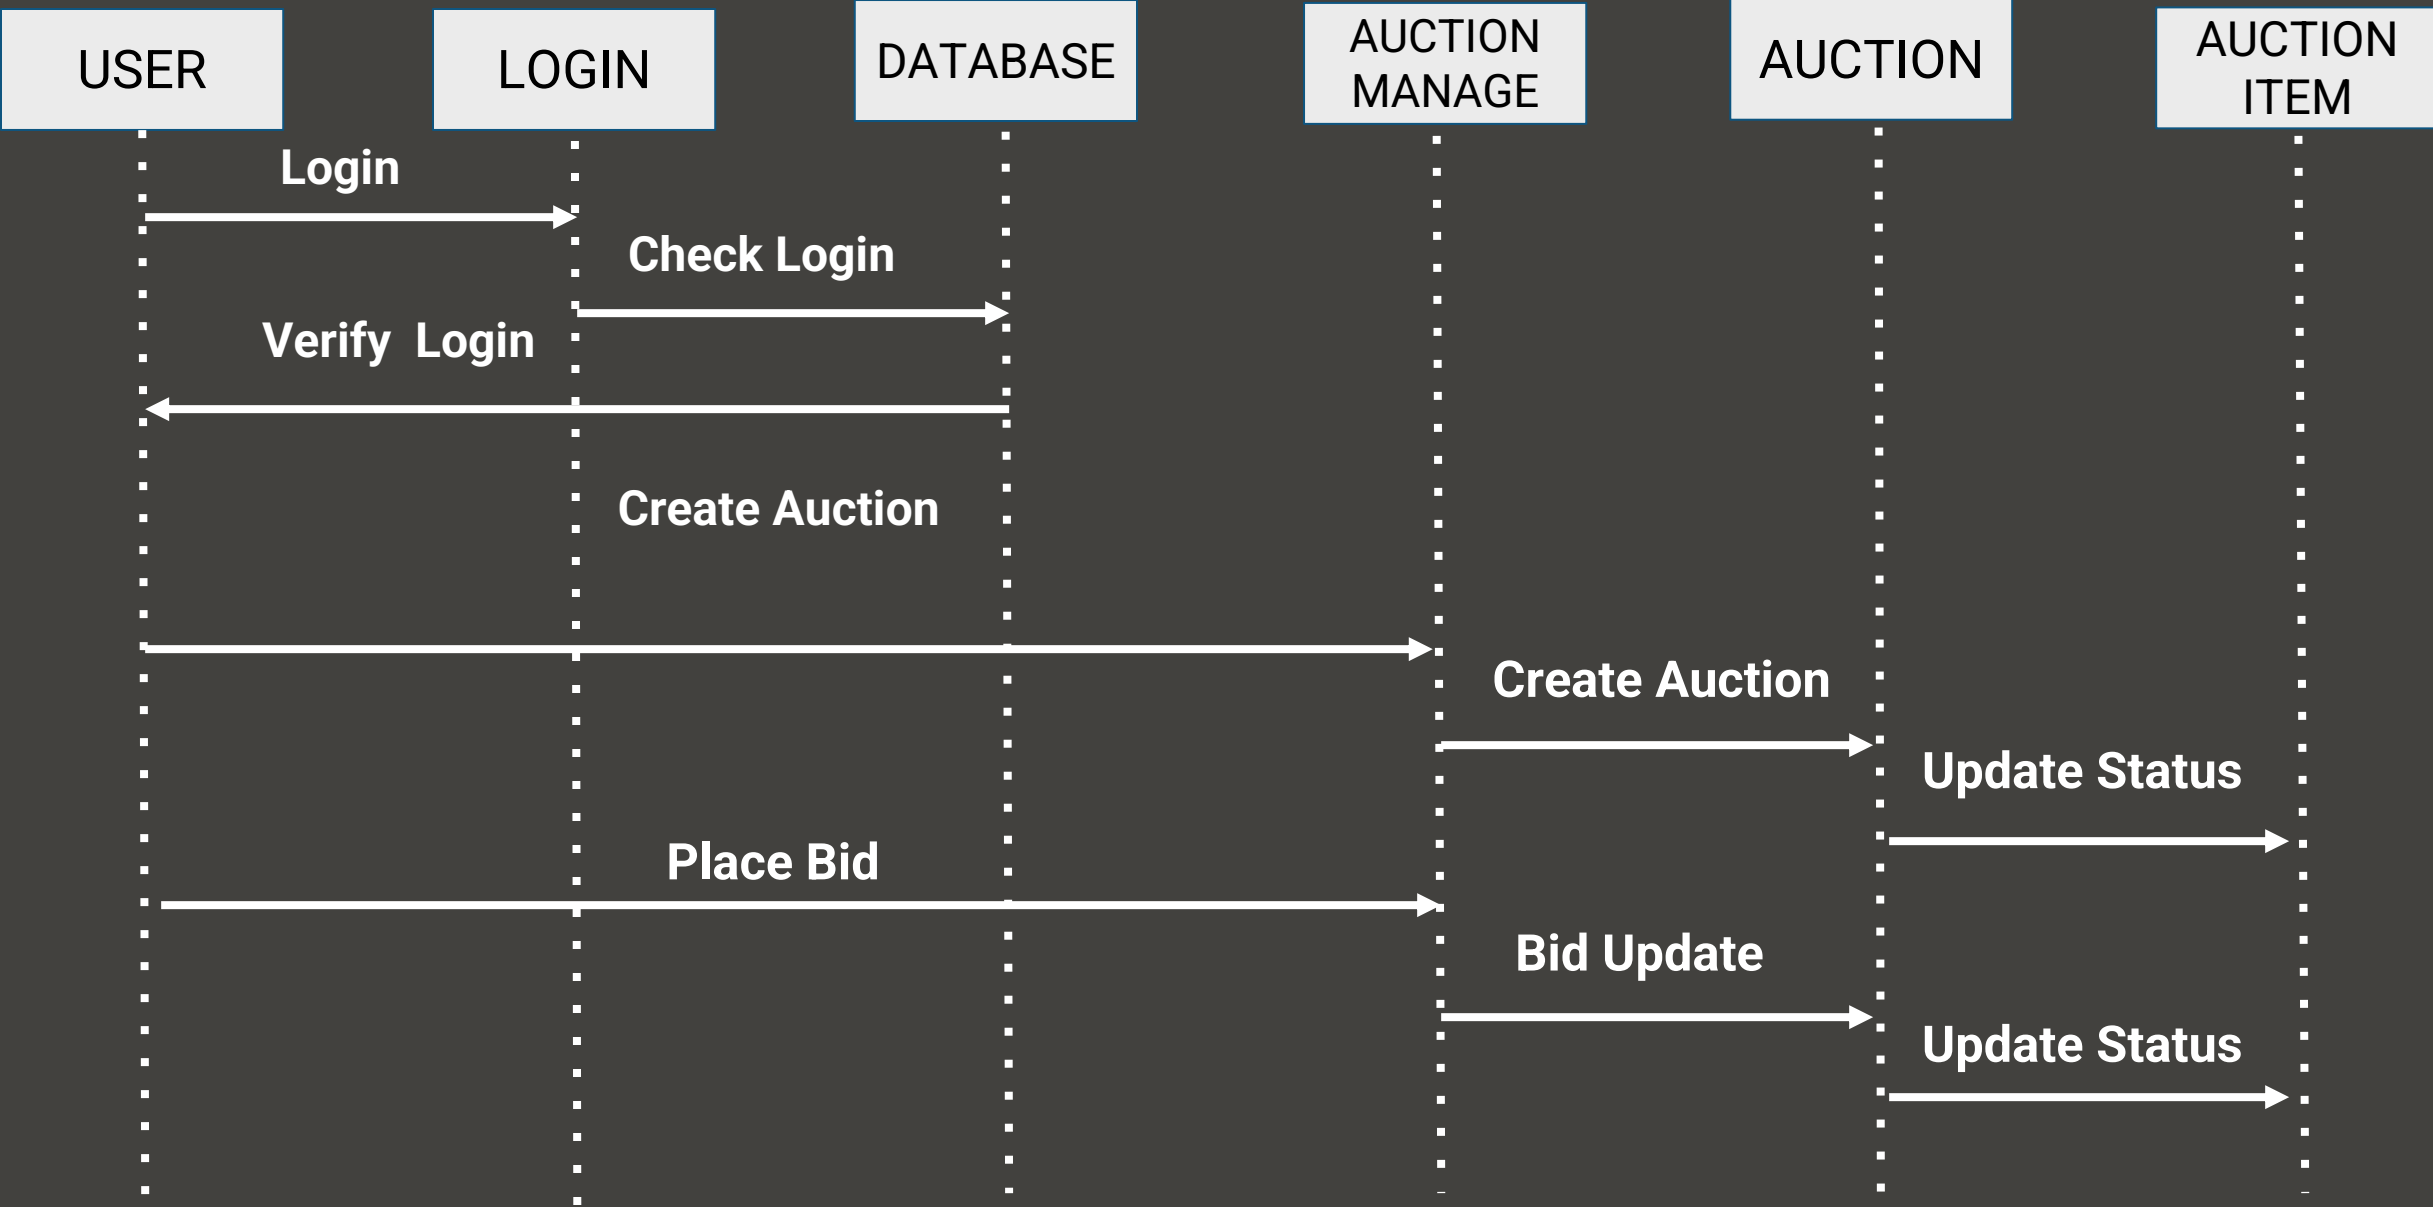 USER
LOGIN
DATABASE
AUCTION
MANAGE
AUCTION
AUCTION
ITEM
Login
Check Login
Verify  Login
Create Auction
Create Auction
Update Status
Place Bid
Bid Update
Update Status